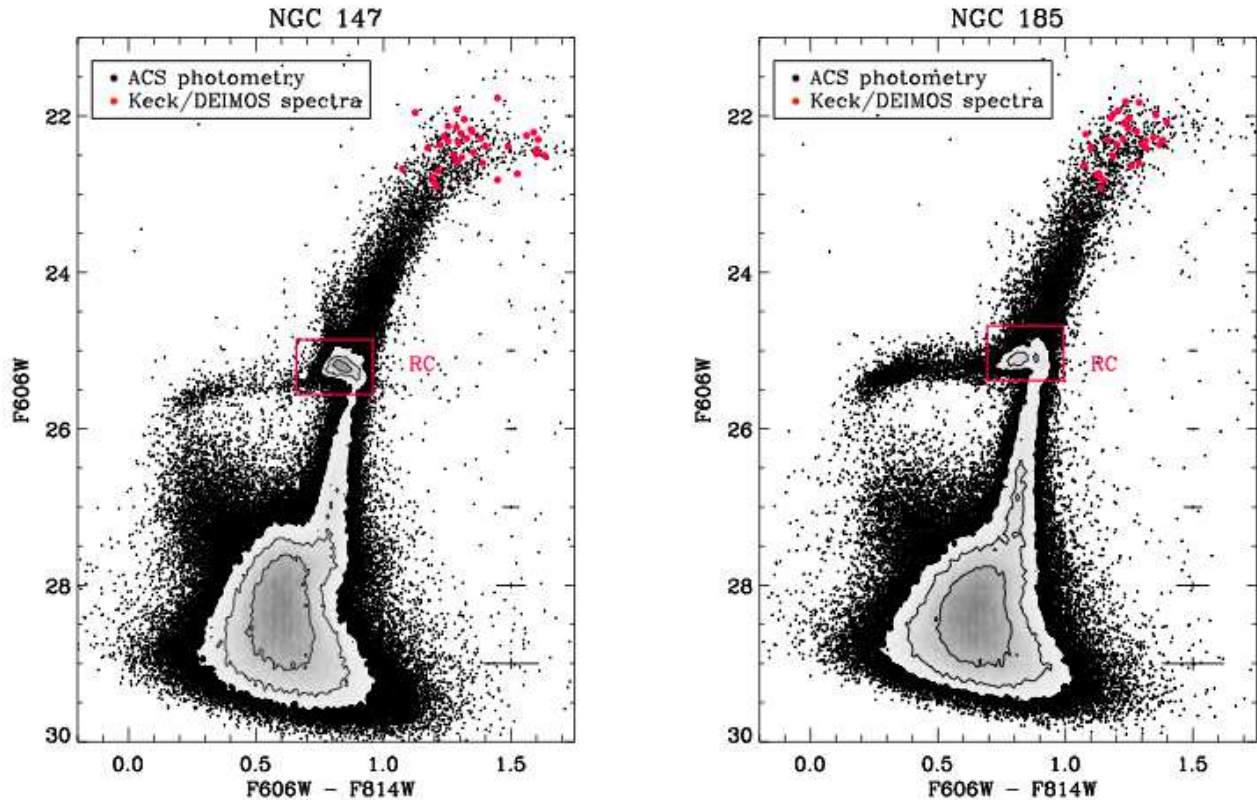 NGC 147
ACS photometry
Keck/DEIMOS spectra
RC
22
24
26
28
30
F606W
0.0 0.5 1.0 1.5
F606W − F814W
NGC 185
ACS photometry
Keck/DEIMOS spectra
RC
22
24
26
28
30
F606W
0.0 0.5 1.0 1.5
F606W − F814W